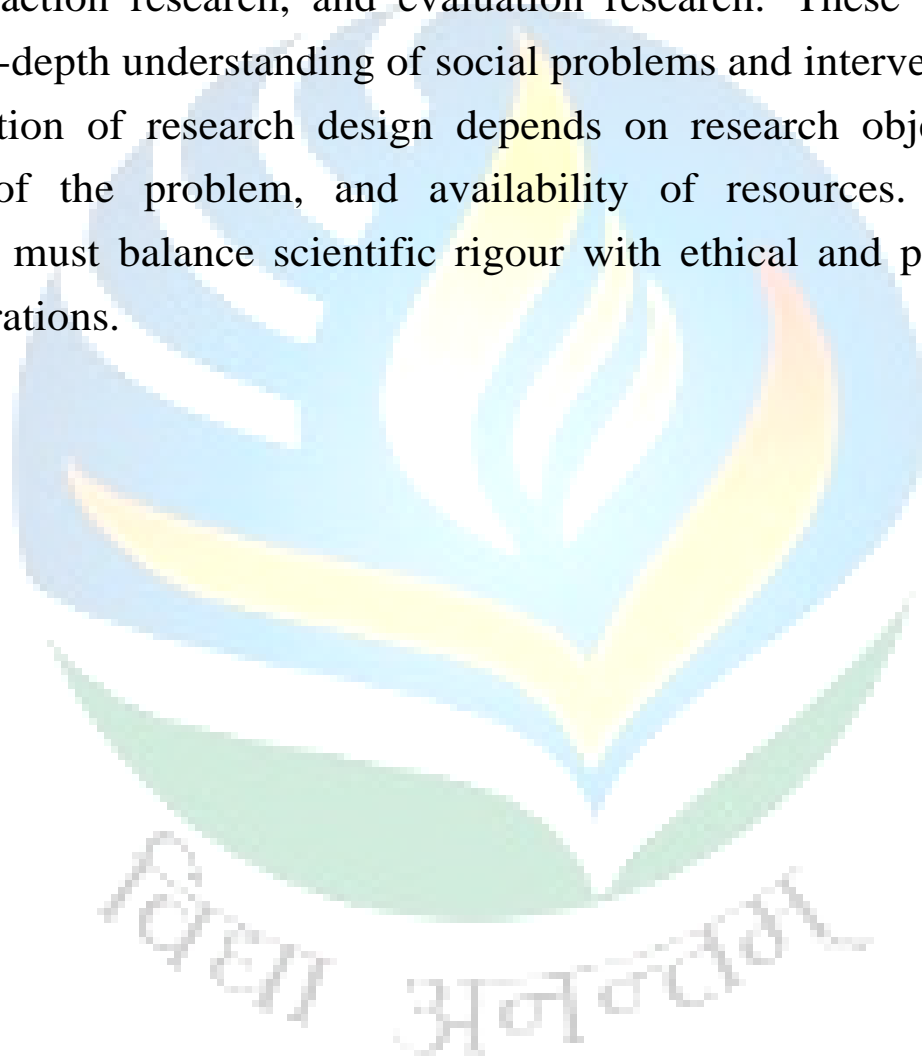 action research, and evaluation research. These
-depth understanding of social problems and interve
tion of research design depends on research obj
of the problem, and availability of resources.
must balance scientific rigour with ethical and p
rations.
विद्या अनन्तम्